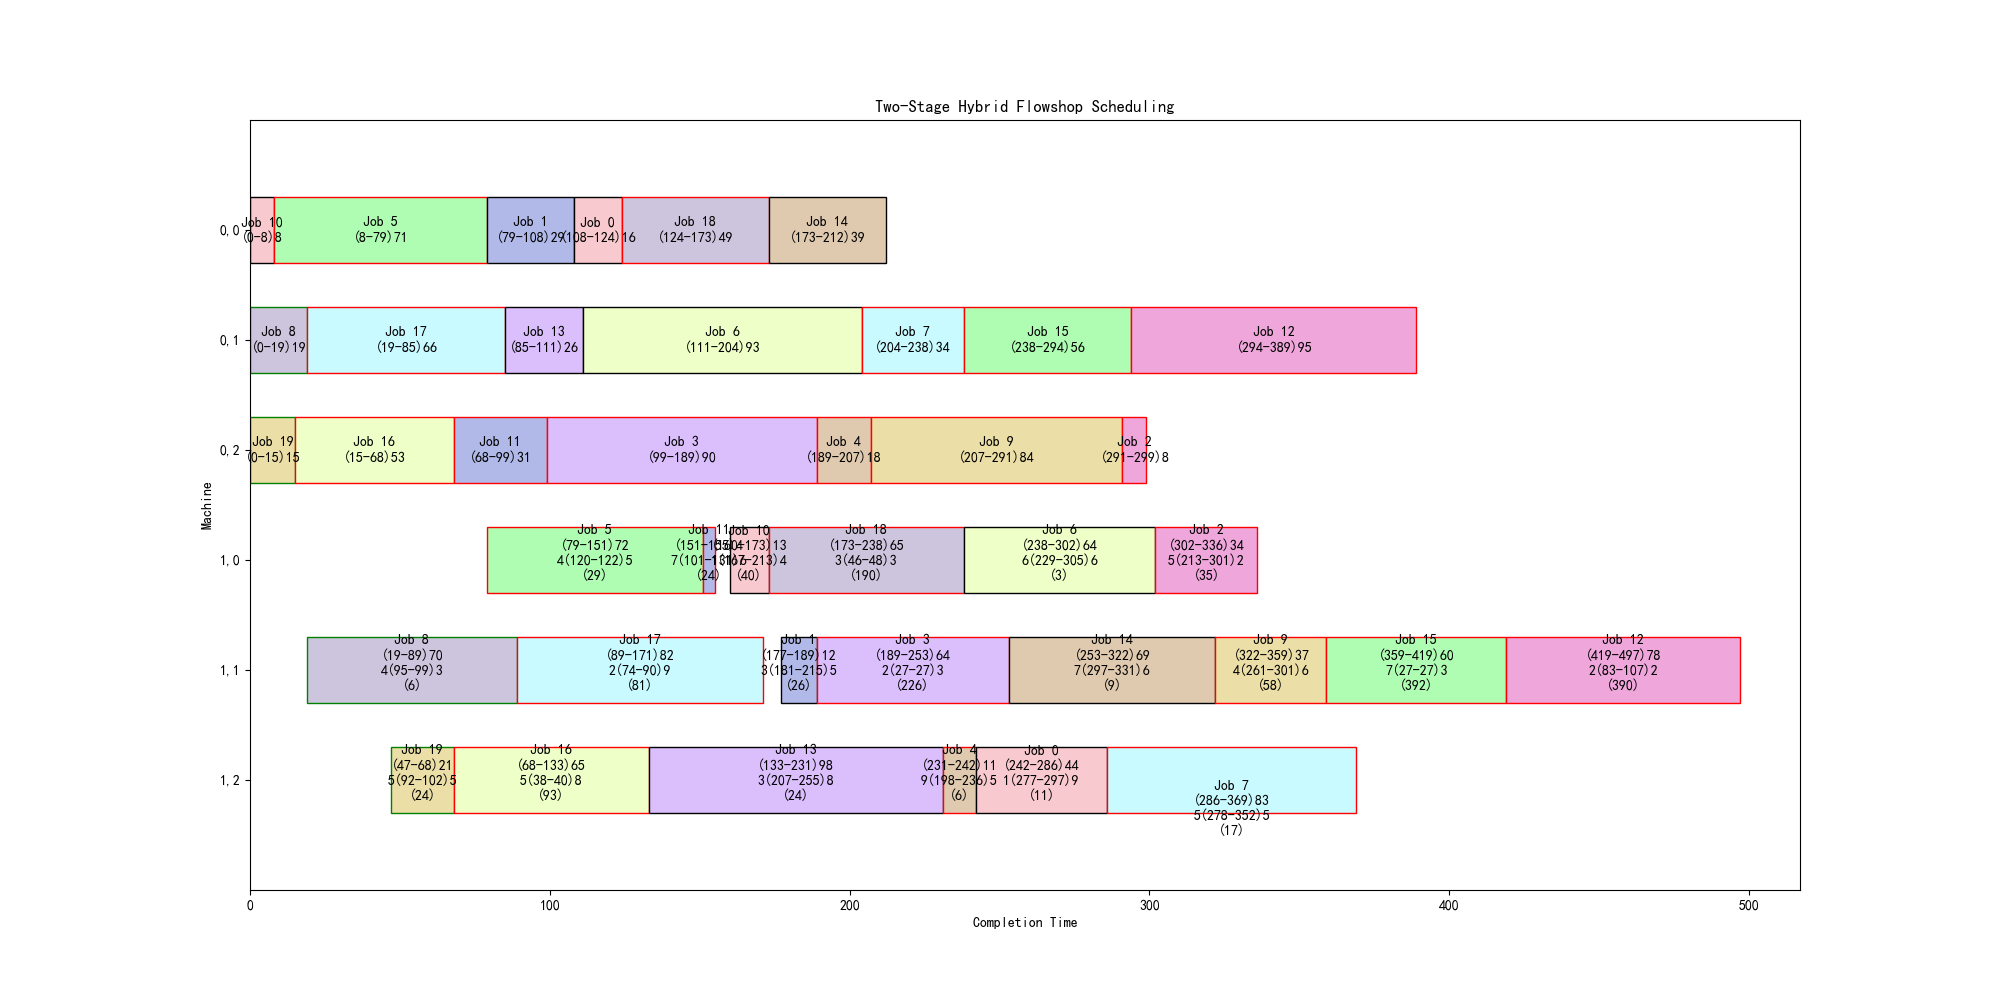 Two-Stage Hybrid Flowshop Scheduling
0,0
Job 10
(0-8)8
Job 5
(8-79)71
Job 1
(79-108)29
Job 0
(108-124)16
Job 18
(124-173)49
Job 14
(173-212)39
0,1
Job 8
(0-19)19
Job 17
(19-85)66
Job 13
(85-111)26
Job 6
(111-204)93
Job 7
(204-238)34
Job 15
(238-294)56
Job 12
(294-389)95
0,2
Job 19
(0-15)15
Job 16
(15-68)53
Job 11
(68-99)31
Job 3
(99-189)90
Job 4
(189-207)18
Job 9
(207-291)84
Job 2
(291-299)8
Machine
1,0
Job 5
(79-151)72
4(120-122)5
(29)
Job 11
(24)
Job 10
(40)
Job 18
(173-238)65
3(46-48)3
(190)
Job 6
(238-302)64
6(229-305)6
(3)
Job 2
(302-336)34
5(213-301)2
(35)
1,1
Job 8
(19-89)70
4(95-99)3
(6)
Job 17
(89-171)82
2(74-90)9
(81)
Job 1
(177-189)12
3(181-215)5
(26)
Job 3
(189-253)64
2(27-27)3
(226)
Job 14
(253-322)69
7(297-331)6
(9)
Job 9
(322-359)37
4(261-301)6
(58)
Job 15
(359-419)60
7(27-27)3
(392)
Job 12
(419-497)78
2(83-107)2
(390)
1,2
Job 19
(47-68)21
5(92-102)5
(24)
Job 16
(68-133)65
5(38-40)8
(93)
Job 13
(133-231)98
3(207-255)8
(24)
Job 4
(231-242)11
9(198-236)5
(6)
Job 0
(242-286)44
1(277-297)9
(11)
Job 7
(286-369)83
5(278-352)5
(17)
0 100 200 300 400 500
Completion Time